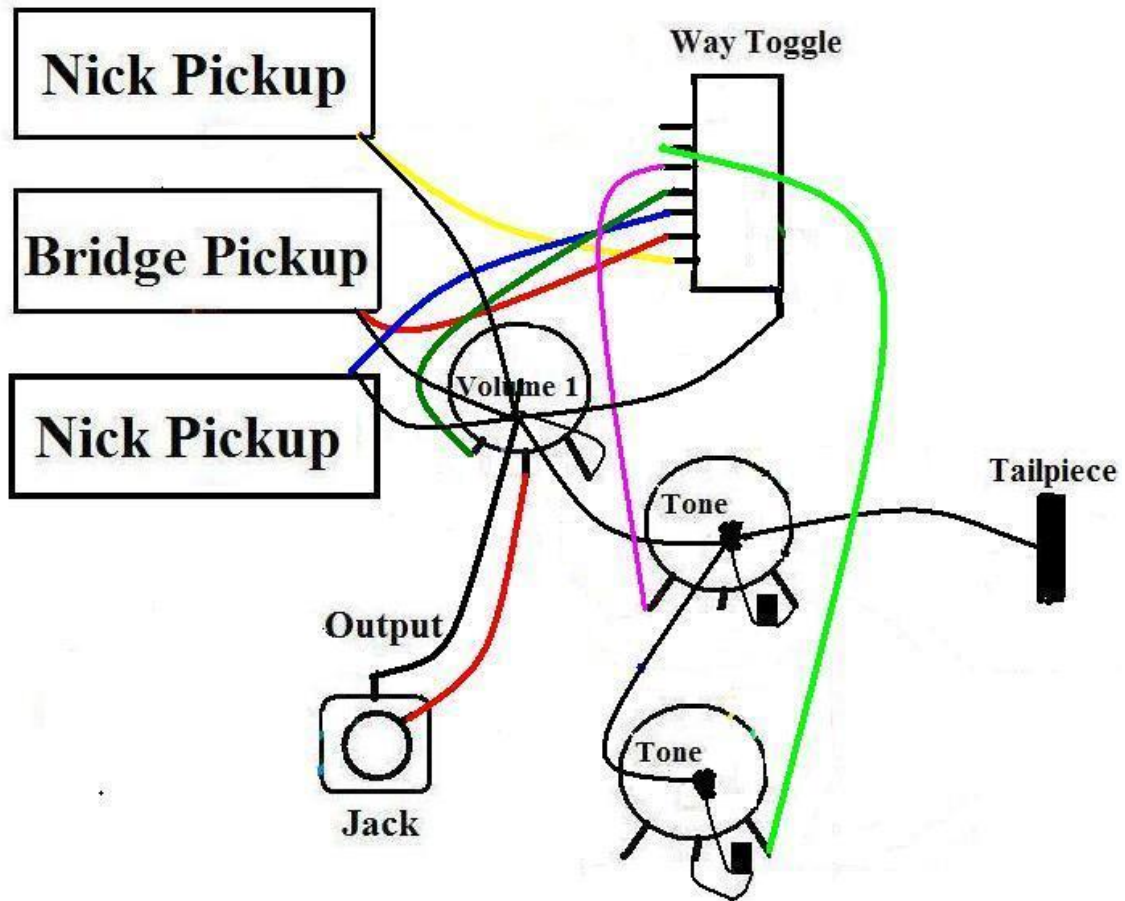 Nick Pickup
Way Toggle
Bridge Pickup
Volume 1
Nick Pickup
Tone
Tailpiece
Output
Tone
Jack